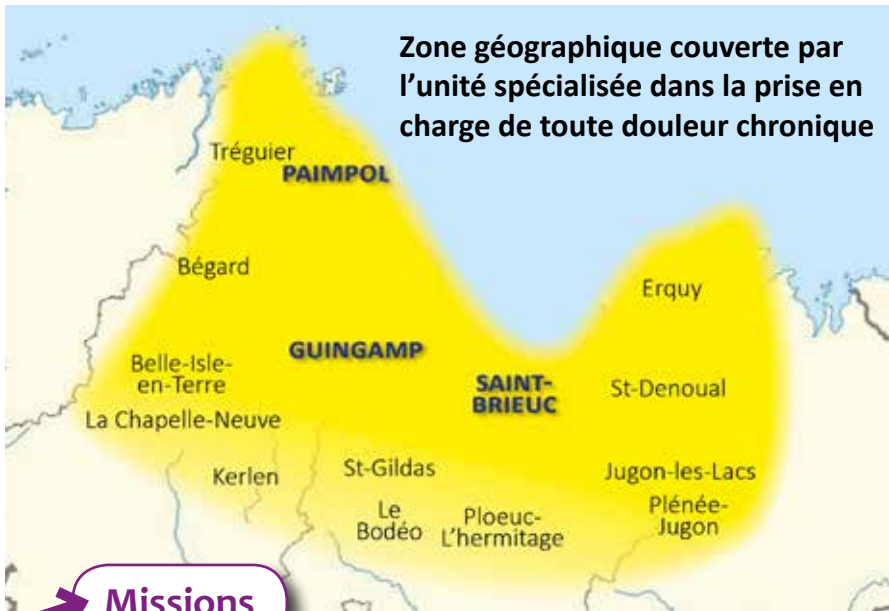 Zone géographique couverte par
l’unité spécialisée dans la prise en
charge de toute douleur chronique
Tréguier
PAIMPOL
Bégard
Erquy
GUINGAMP
Belle-Isle-
en-Terre
SAINT-
BRIEUC
St-Denoual
La Chapelle-Neuve
Kerlen
St-Gildas
Jugon-les-Lacs
Le
Bodéo
Ploeuc-
L'hermitage
Plénée-
Jugon
Missions